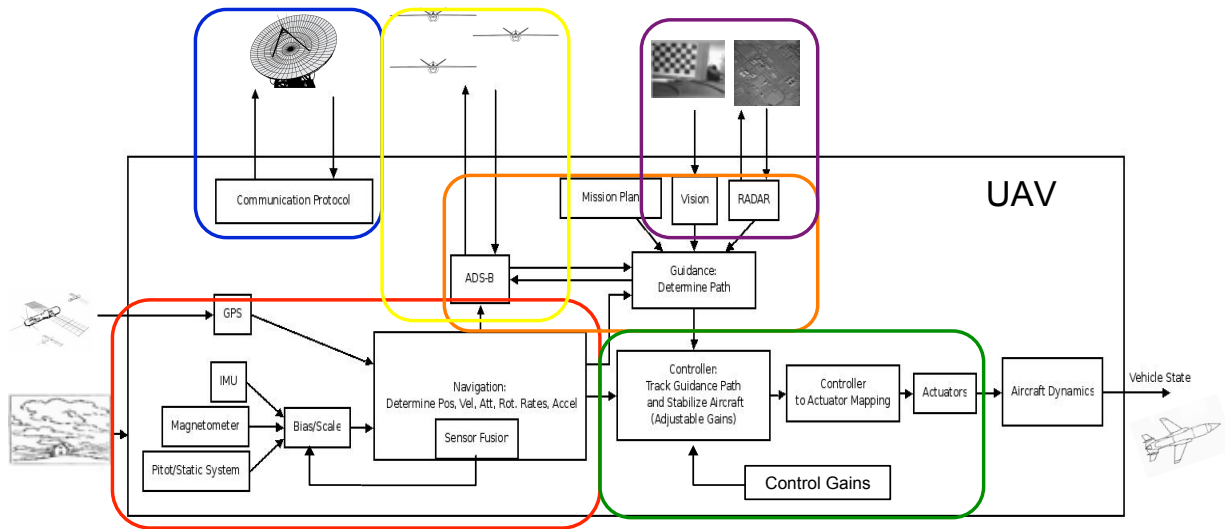 UAV
Communication Protocol
Mission Plan
Vision
RADAR
ADS-B
Guidance:
Determine Path
GPS
IMU
Magnetometer
Pitot/Static System
Bias/Scale
Navigation:
Determine Pos, Vel, Att, Rot. Rates, Accel
Sensor Fusion
Controller:
Track Guidance Path
and Stabilize Aircraft
(Adjustable Gains)
Controller
to Actuator Mapping
Actuators
Aircraft Dynamics
Vehicle State
Control Gains